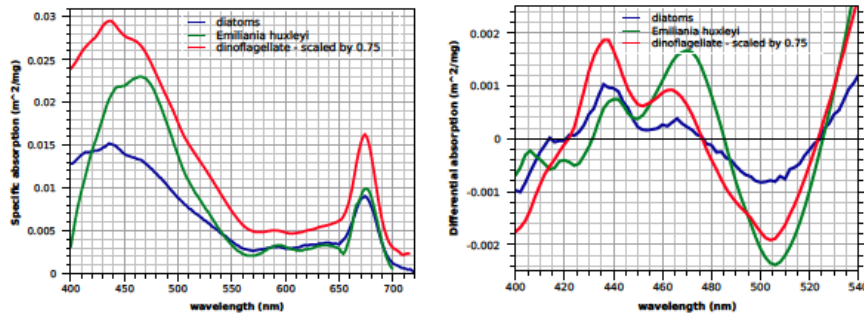 diatoms
Emiliania huxleyi
dinoflagellate - scaled by 0.75
Specific absorption (m^2/mg)
0.03
0.025
0.02
0.015
0.01
0.005
0
400 450 500 550 600 650 700
wavelength (nm)
diatoms
Emiliania huxleyi
dinoflagellate - scaled by 0.75
Differential absorption (m^2/mg)
0.002
0.001
0
-0.001
-0.002
400 420 440 460 480 500 520 540
wavelength (nm)